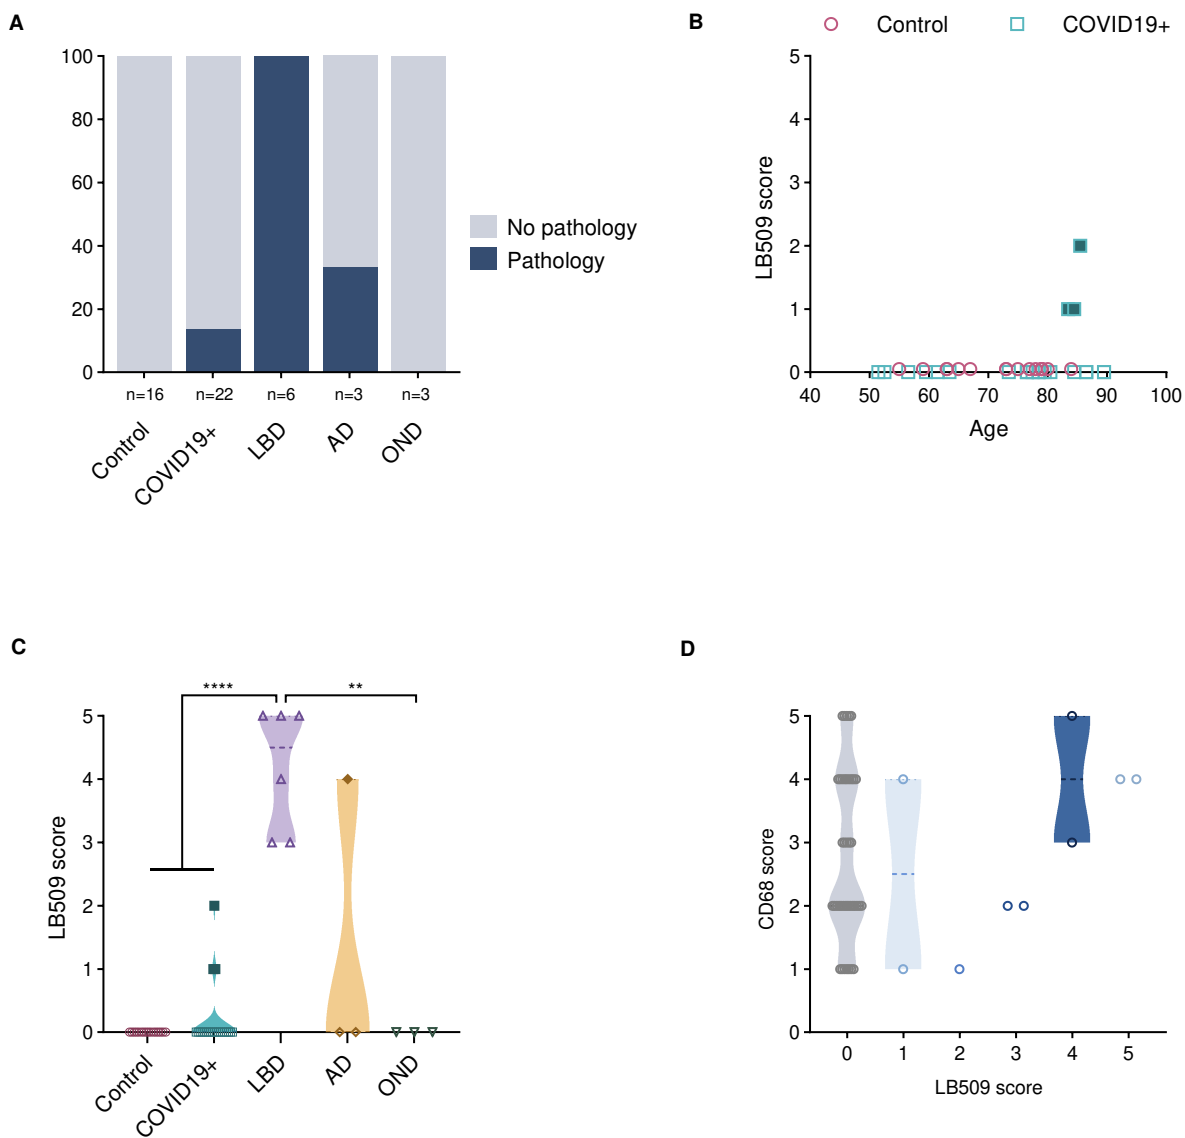 A
100
80
60
40
20
0
n=16 n=22 n=6 n=3 n=3
Control COVID19+ LBD AD OND
No pathology
Pathology
B
Control COVID19+
LB509 score
5
4
3
2
1
0
40 50 60 70 80 90 100
Age
C
**** **
LB509 score
5
4
3
2
1
0
Control COVID19+ LBD AD OND
D
CD68 score
5
4
3
2
1
0
0 1 2 3 4 5
LB509 score